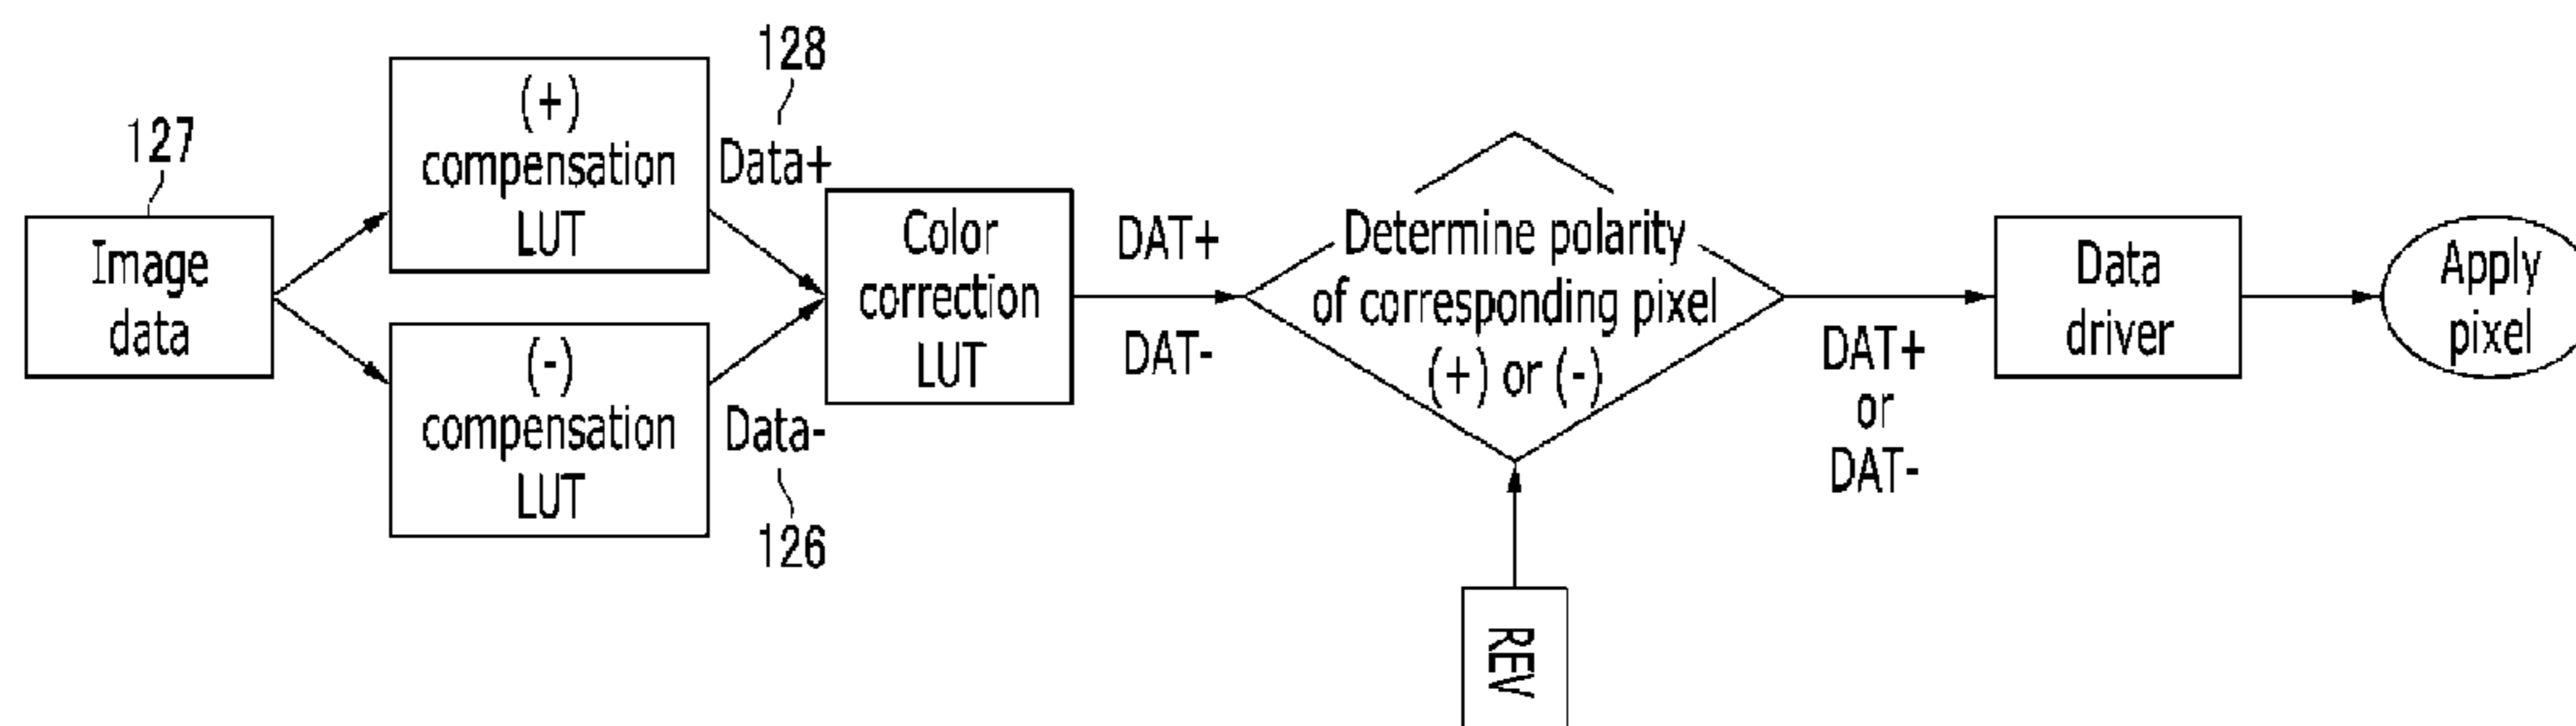 127
Image
data
(+)
compensation
LUT
128
Data+
(-)
compensation
LUT
Data-
126
Color
correction
LUT
DAT+
DAT-
Determine polarity
of corresponding pixel
(+) or (-)
REV
DAT+
or
DAT-
Data
driver
Apply
pixel